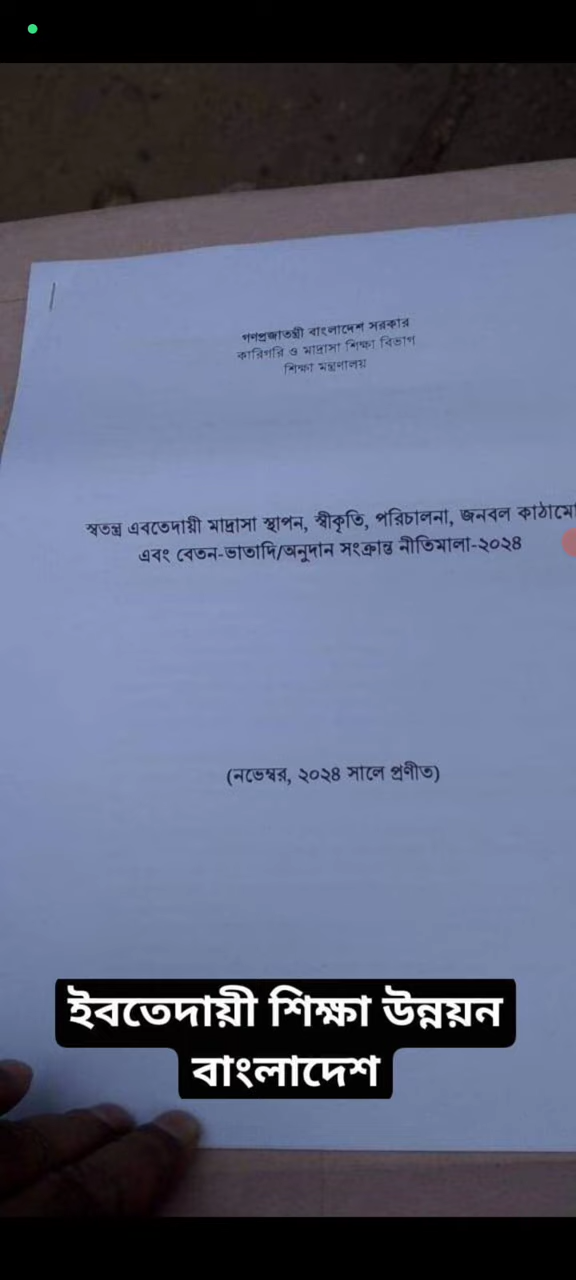 গণপ্রজাতন্ত্রী বাংলাদেশ সরকার
কারিগরি ও মাদ্রাসা শিক্ষা বিভাগ
শিক্ষা মন্ত্রণালয়
স্বতন্ত্র এবতেদায়ী মাদ্রাসা স্থাপন, স্বীকৃতি, পরিচালনা, জনবল কাঠামো
এবং বেতন-ভাতাদি/অনুদান সংক্রান্ত নীতিমালা-২০২৪
(নভেম্বর, ২০২৪ সালে প্রণীত)
ইবতেদায়ী শিক্ষা উন্নয়ন
বাংলাদেশ